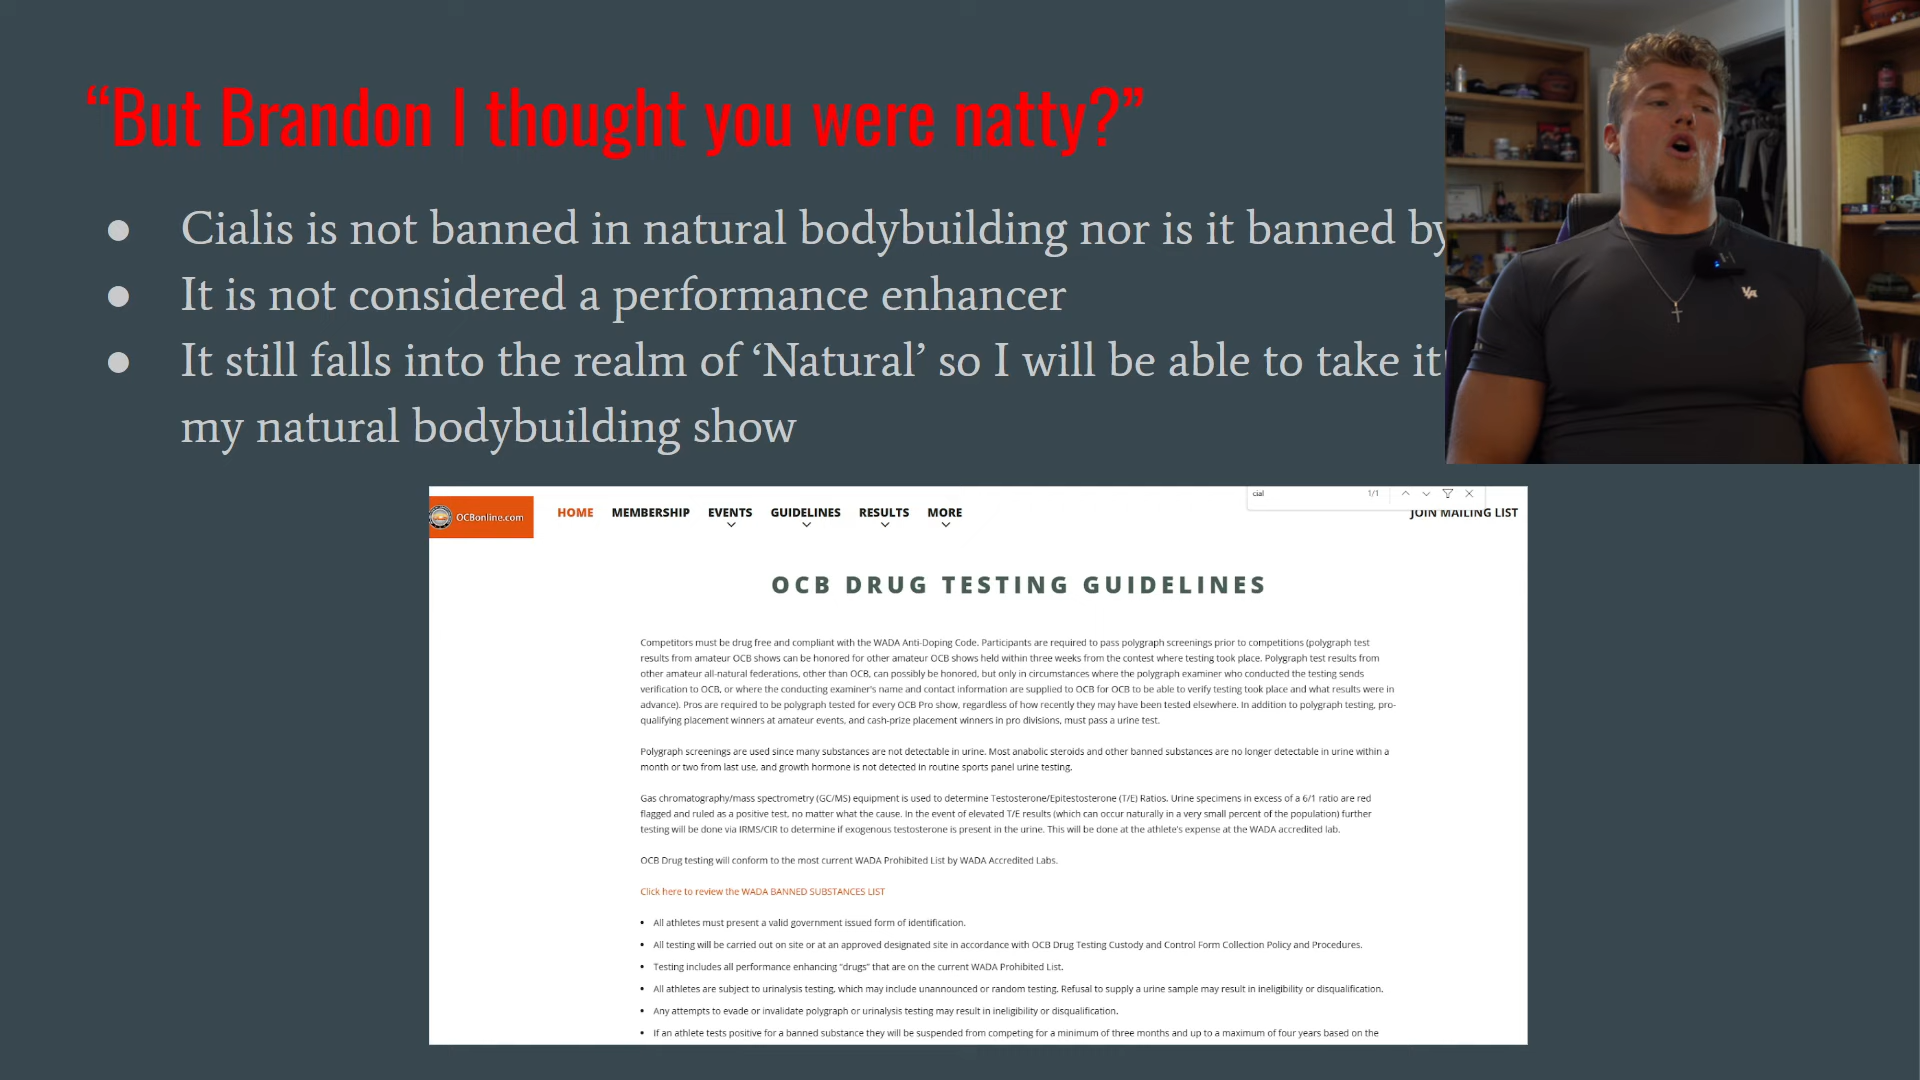 “But Brandon I thought you were natty?”
● Cialis is not banned in natural bodybuilding nor is it banned by
● It is not considered a performance enhancer
● It still falls into the realm of ‘Natural’ so I will be able to take it
my natural bodybuilding show
VA
cial 1/1
OCBonline.com HOME MEMBERSHIP EVENTS GUIDELINES RESULTS MORE JOIN MAILING LIST
OCB DRUG TESTING GUIDELINES
Competitors must be drug free and compliant with the WADA Anti-Doping Code. Participants are required to pass polygraph screenings prior to competitions (polygraph test
results from amateur OCB shows can be honored for other amateur OCB shows held within three weeks from the contest where testing took place. Polygraph test results from
other amateur all-natural federations, other than OCB, can possibly be honored, but only in circumstances where the polygraph examiner who conducted the testing sends
verification to OCB, or where the conducting examiner's name and contact information are supplied to OCB for OCB to be able to verify testing took place and what results were in
advance). Pros are required to be polygraph tested for every OCB Pro show, regardless of how recently they may have been tested elsewhere. In addition to polygraph testing, pro-
qualifying placement winners at amateur events, and cash-prize placement winners in pro divisions, must pass a urine test.
Polygraph screenings are used since many substances are not detectable in urine. Most anabolic steroids and other banned substances are no longer detectable in urine within a
month or two from last use, and growth hormone is not detected in routine sports panel urine testing.
Gas chromatography/mass spectrometry (GC/MS) equipment is used to determine Testosterone/Epitestosterone (T/E) Ratios. Urine specimens in excess of a 6/1 ratio are red
flagged and ruled as a positive test, no matter what the cause. In the event of elevated T/E results (which can occur naturally in a very small percent of the population) further
testing will be done via IRMS/CIR to determine if exogenous testosterone is present in the urine. This will be done at the athlete's expense at the WADA accredited lab.
OCB Drug testing will conform to the most current WADA Prohibited List by WADA Accredited Labs.
Click here to review the WADA BANNED SUBSTANCES LIST
• All athletes must present a valid government issued form of identification.
• All testing will be carried out on site or at an approved designated site in accordance with OCB Drug Testing Custody and Control Form Collection Policy and Procedures.
• Testing includes all performance enhancing "drugs" that are on the current WADA Prohibited List.
• All athletes are subject to urinalysis testing, which may include unannounced or random testing. Refusal to supply a urine sample may result in ineligibility or disqualification.
• Any attempts to evade or invalidate polygraph or urinalysis testing may result in ineligibility or disqualification.
• If an athlete tests positive for a banned substance they will be suspended from competing for a minimum of three months and up to a maximum of four years based on the